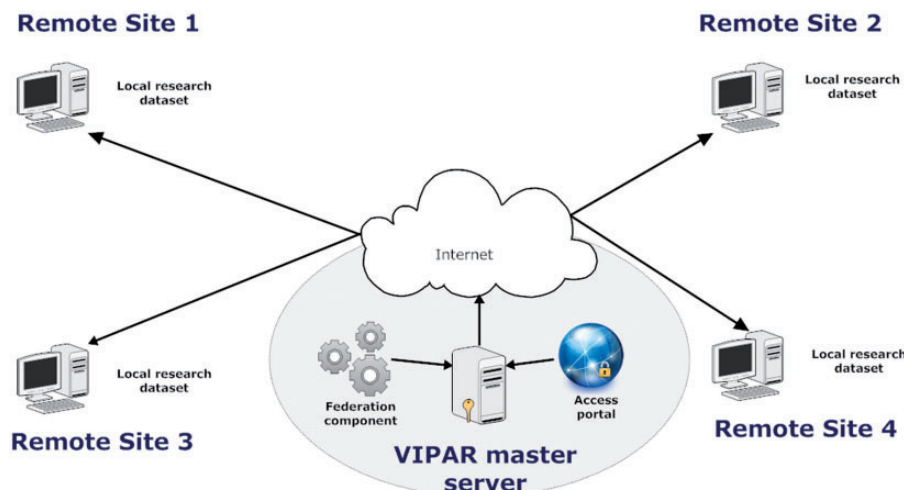 Remote Site 1
Remote Site 2
Local research
dataset
Local research
dataset
Internet
Local research
dataset
Federation
component
Access
portal
Local research
dataset
Remote Site 3
VIPAR master
server
Remote Site 4